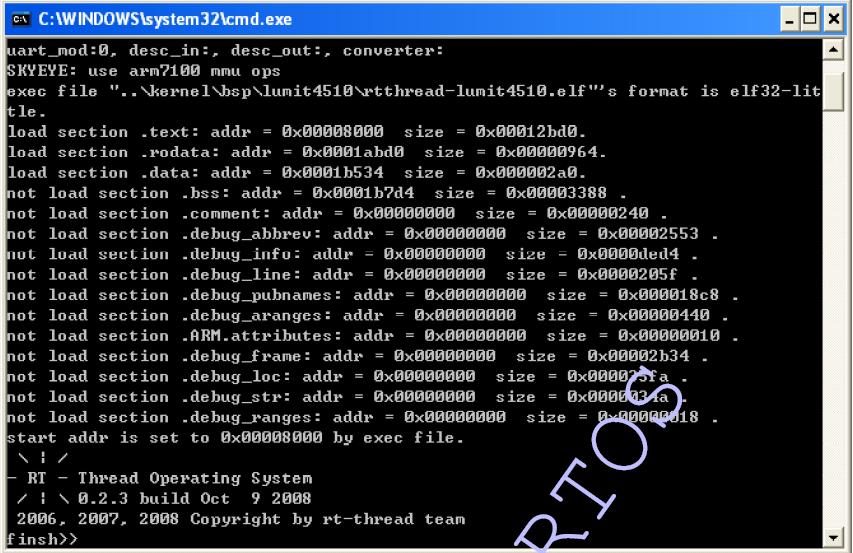 C:\WINDOWS\system32\cmd.exe
uart_mod:0, desc_in:, desc_out:, converter:
SKYEYE: use arm7100 mmu ops
exec file "..\kernel\bsp\lumit4510\rtthread-lumit4510.elf"'s format is elf32-lit
tle.
load section .text: addr = 0x00008000  size = 0x00012bd0.
load section .rodata: addr = 0x0001abd0  size = 0x00000964.
load section .data: addr = 0x0001b534  size = 0x000002a0.
not load section .bss: addr = 0x0001b7d4  size = 0x00003388 .
not load section .comment: addr = 0x00000000  size = 0x00000240 .
not load section .debug_abbrev: addr = 0x00000000  size = 0x00002553 .
not load section .debug_info: addr = 0x00000000  size = 0x0000ded4 .
not load section .debug_line: addr = 0x00000000  size = 0x0000205f .
not load section .debug_pubnames: addr = 0x00000000  size = 0x000018c8 .
not load section .debug_aranges: addr = 0x00000000  size = 0x00000440 .
not load section .ARM.attributes: addr = 0x00000000  size = 0x00000010 .
not load section .debug_frame: addr = 0x00000000  size = 0x00002b34 .
not load section .debug_loc: addr = 0x00000000  size =
not load section .debug_str: addr = 0x00000000  size =
not load section .debug_ranges: addr = 0x00000000  size =
start addr is set to 0x00008000 by exec file.
 \ | /
- RT - Thread Operating System
 / | \ 0.2.3 build Oct  9 2008
 2006, 2007, 2008 Copyright by rt-thread team
finsh>>
RTOS